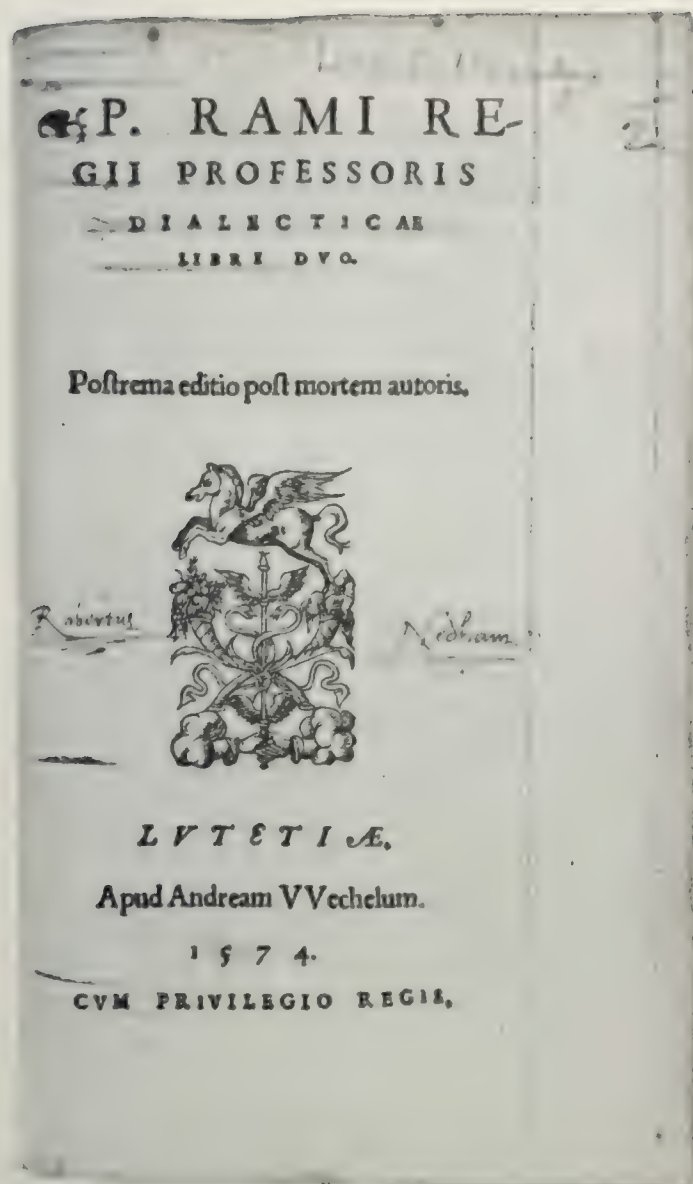 P. RAMI RE-
GII PROFESSORIS
DIALECTICAE
LIBRI DVO.
Poſtrema editio poſt mortem autoris.
Robertus Nedham
LVTETIÆ,
Apud Andream VVechelum.
1574.
CVM PRIVILEGIO REGIS.